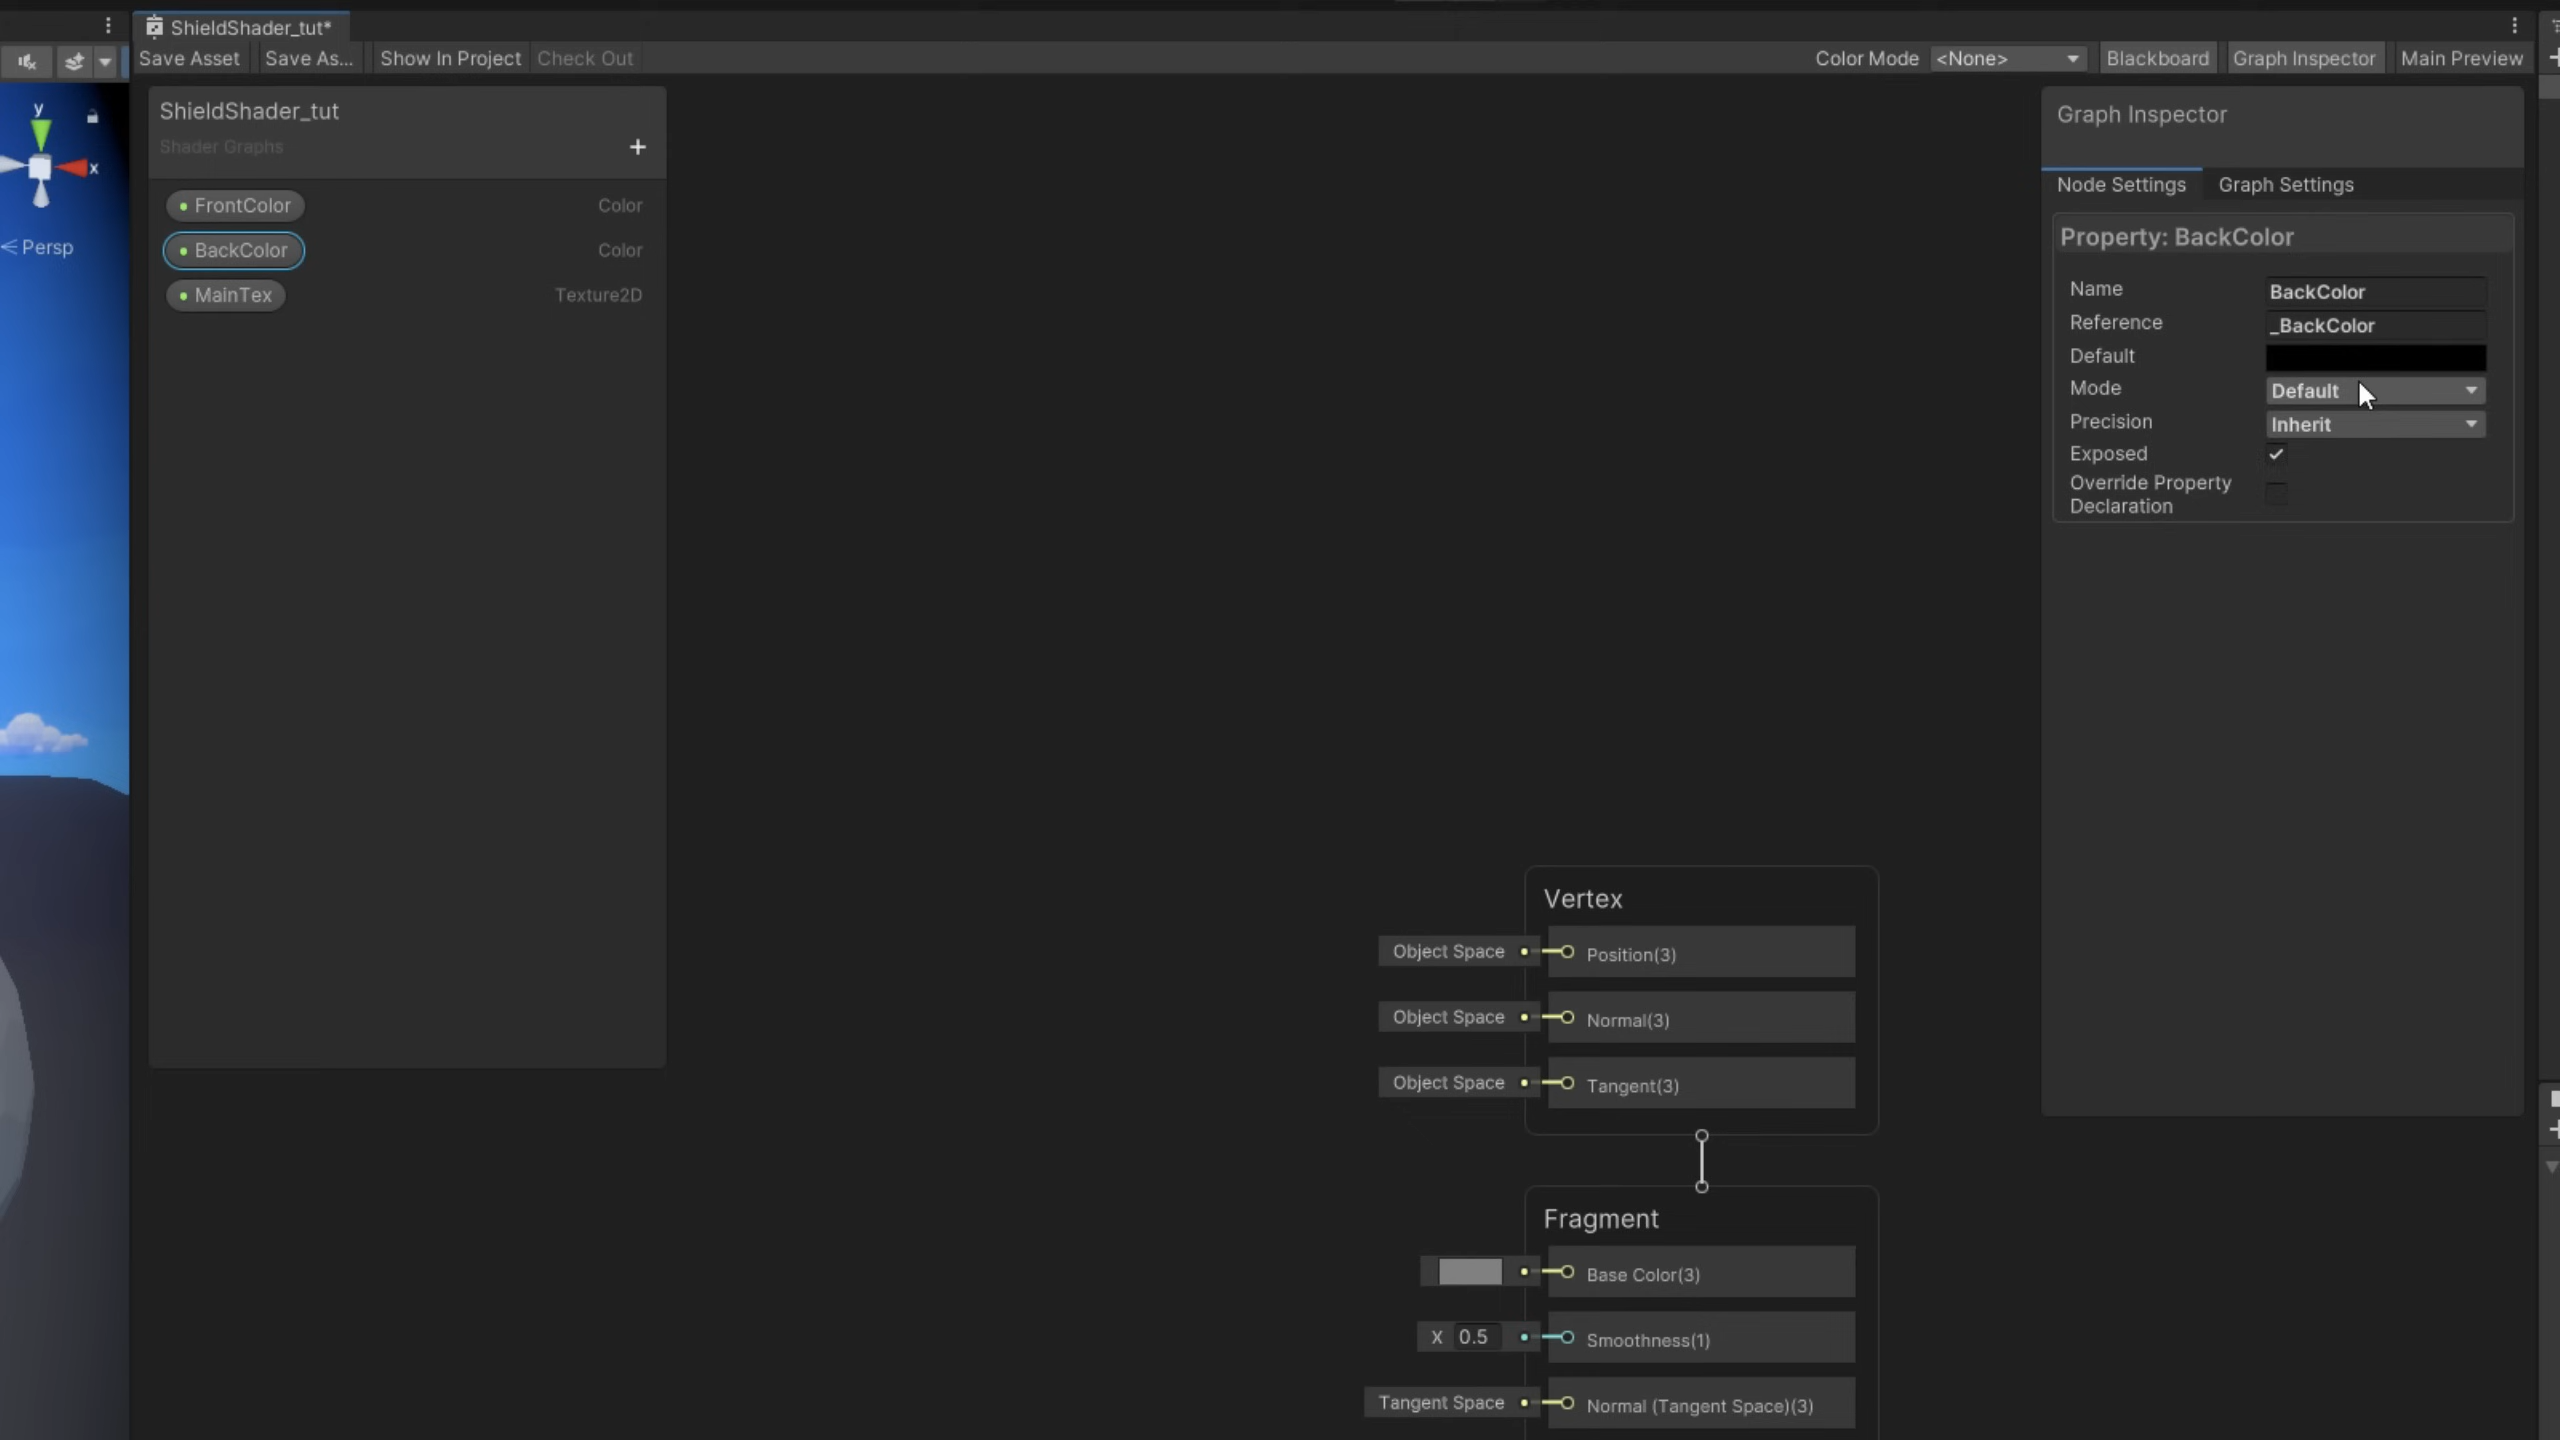 ShieldShader_tut*
Save Asset Save As... Show In Project Check Out Color Mode <None> Blackboard Graph Inspector Main Preview
ShieldShader_tut
Shader Graphs
+
FrontColor Color
BackColor Color
MainTex Texture2D
y
x
Persp
Graph Inspector
Node Settings Graph Settings
Property: BackColor
Name BackColor
Reference _BackColor
Default
Mode Default
Precision Inherit
Exposed
Override Property
Declaration
Vertex
Object Space Position(3)
Object Space Normal(3)
Object Space Tangent(3)
Fragment
Base Color(3)
X 0.5 Smoothness(1)
Tangent Space Normal (Tangent Space)(3)